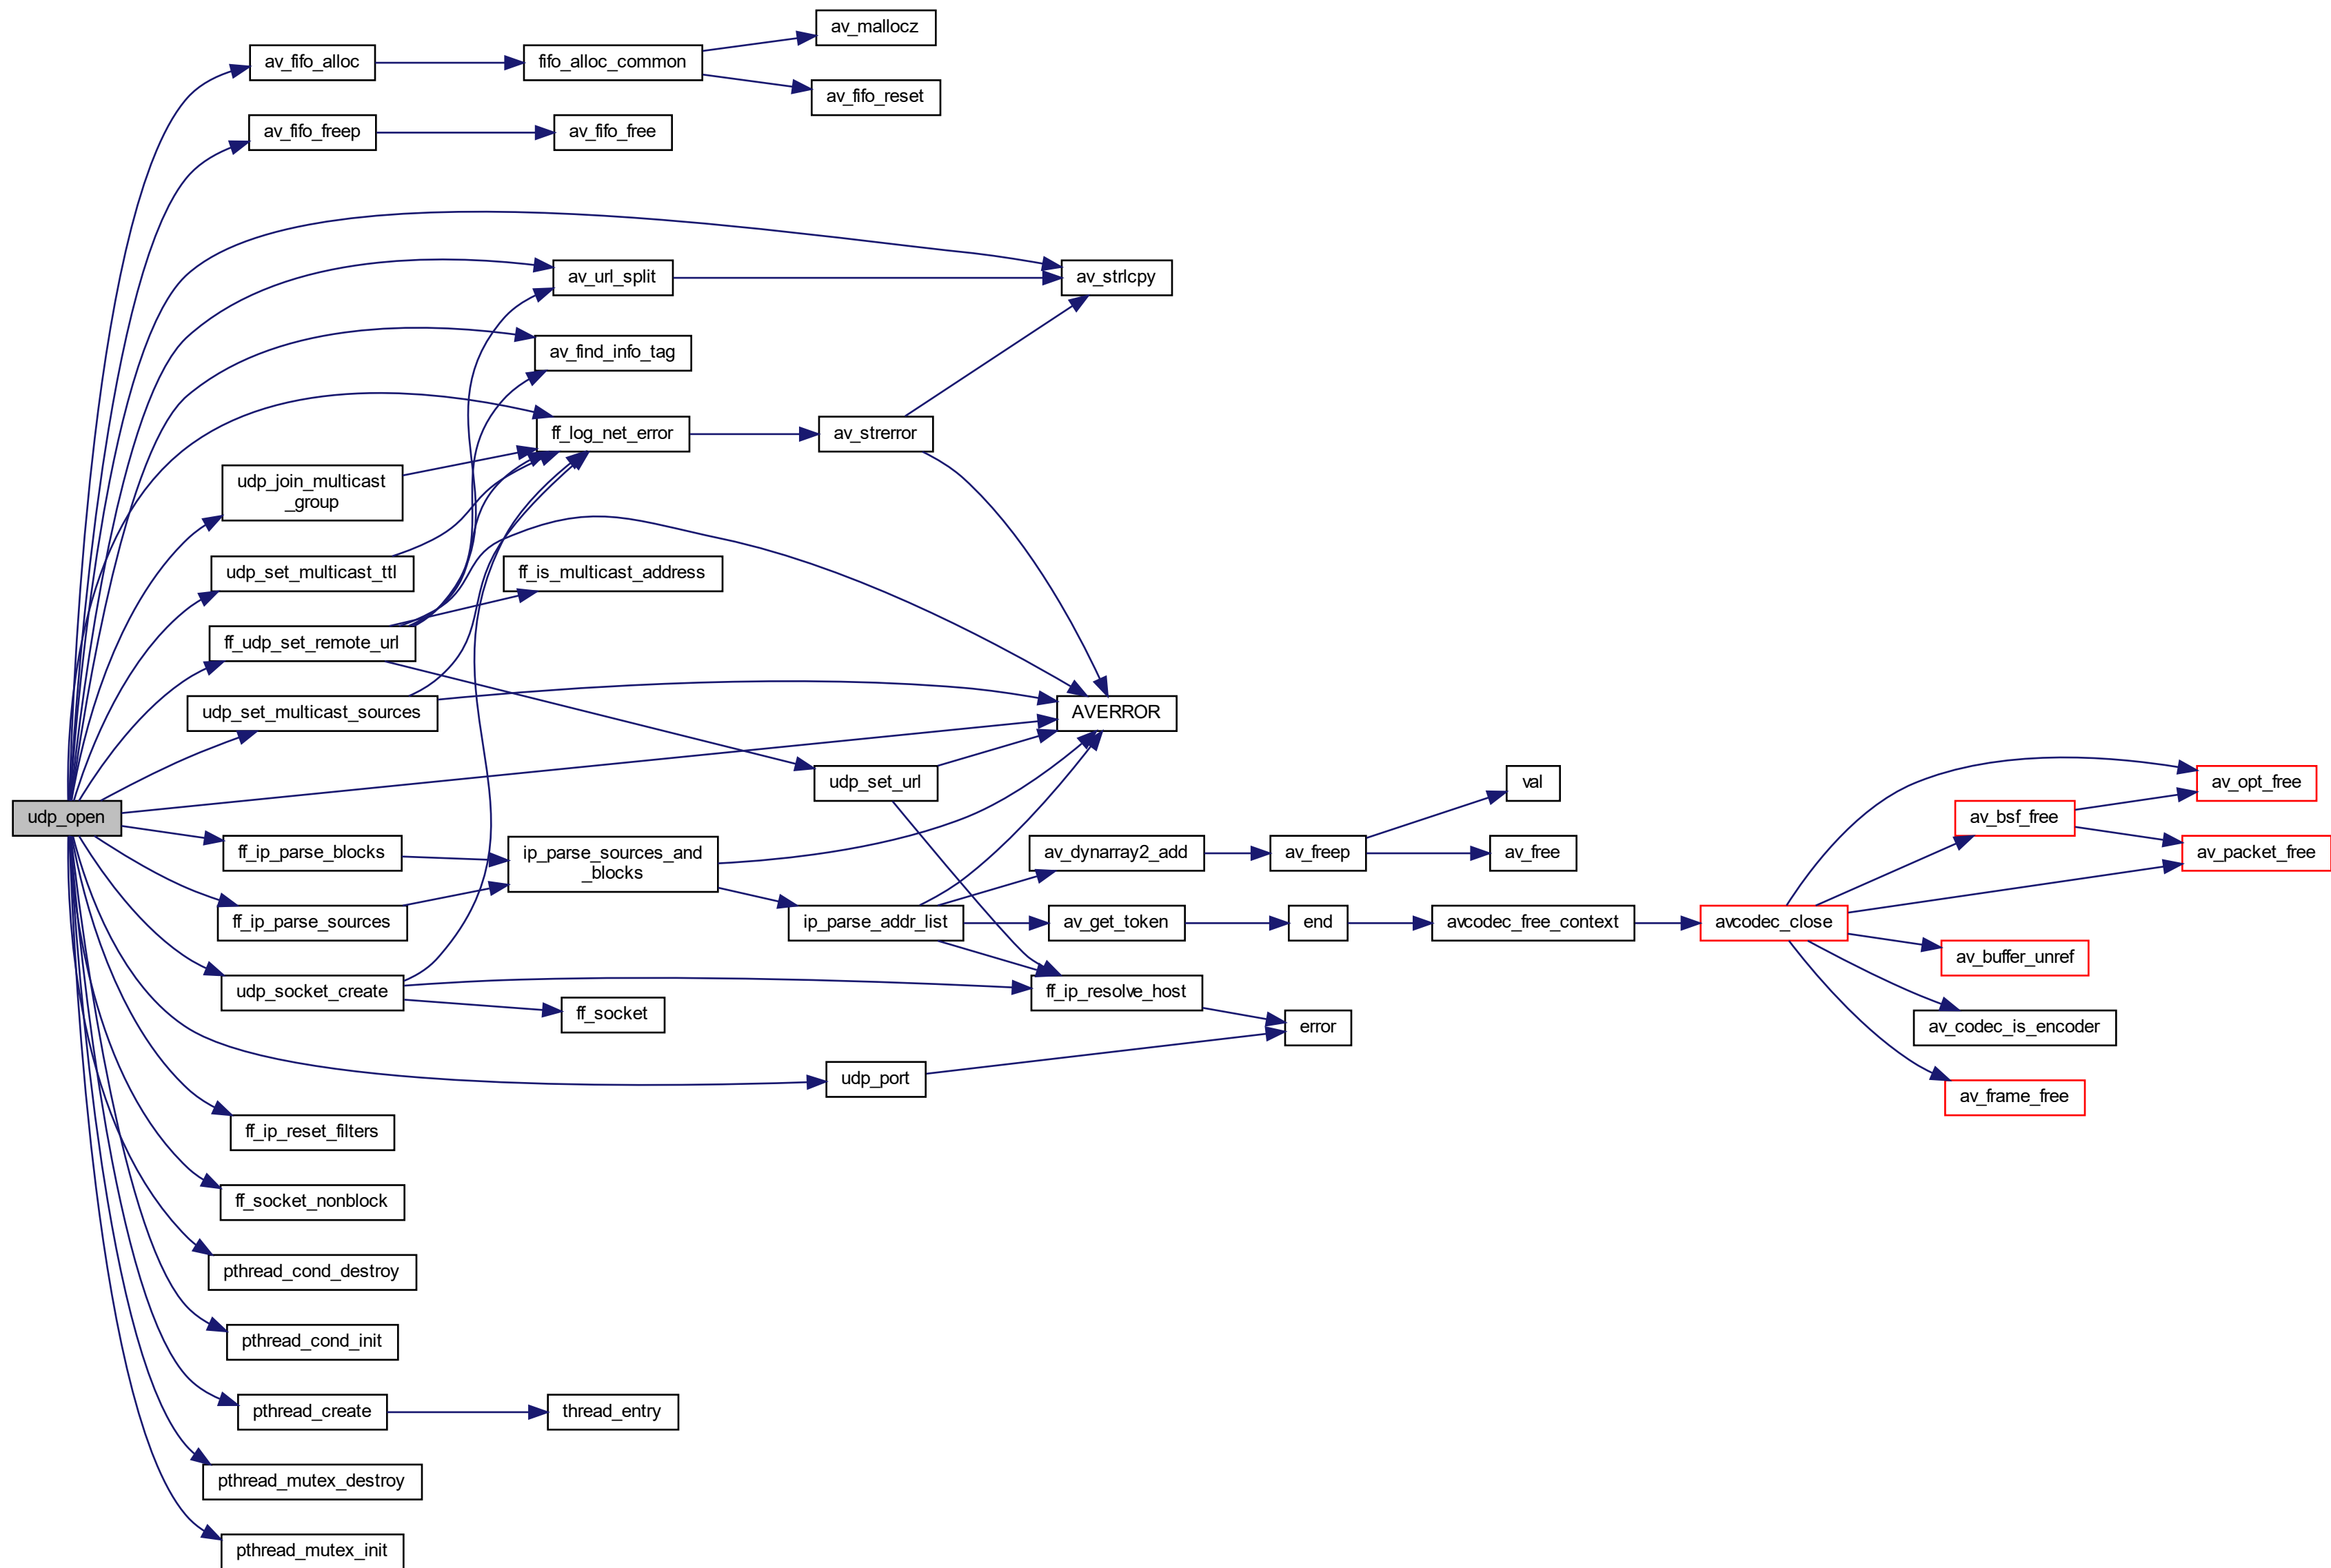 av_mallocz
av_fifo_alloc
fifo_alloc_common
av_fifo_reset
av_fifo_freep
av_fifo_free
av_url_split
av_strlcpy
av_find_info_tag
ff_log_net_error
av_strerror
udp_join_multicast
_group
udp_set_multicast_ttl
ff_is_multicast_address
ff_udp_set_remote_url
udp_set_multicast_sources
AVERROR
udp_set_url
val
av_opt_free
udp_open
av_bsf_free
ff_ip_parse_blocks
ip_parse_sources_and
_blocks
av_dynarray2_add
av_freep
av_free
av_packet_free
ff_ip_parse_sources
ip_parse_addr_list
av_get_token
end
avcodec_free_context
avcodec_close
av_buffer_unref
udp_socket_create
ff_socket
ff_ip_resolve_host
error
av_codec_is_encoder
udp_port
av_frame_free
ff_ip_reset_filters
ff_socket_nonblock
pthread_cond_destroy
pthread_cond_init
pthread_create
thread_entry
pthread_mutex_destroy
pthread_mutex_init